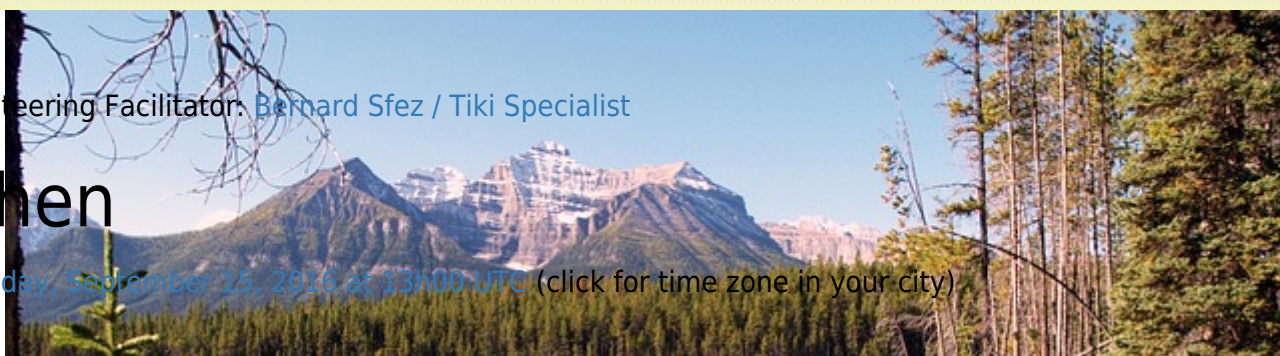 teering Facilitator: Bernard Sfez / Tiki Specialist
hen
day, September 15, 2016 at 13h00 UTC (click for time zone in your city)